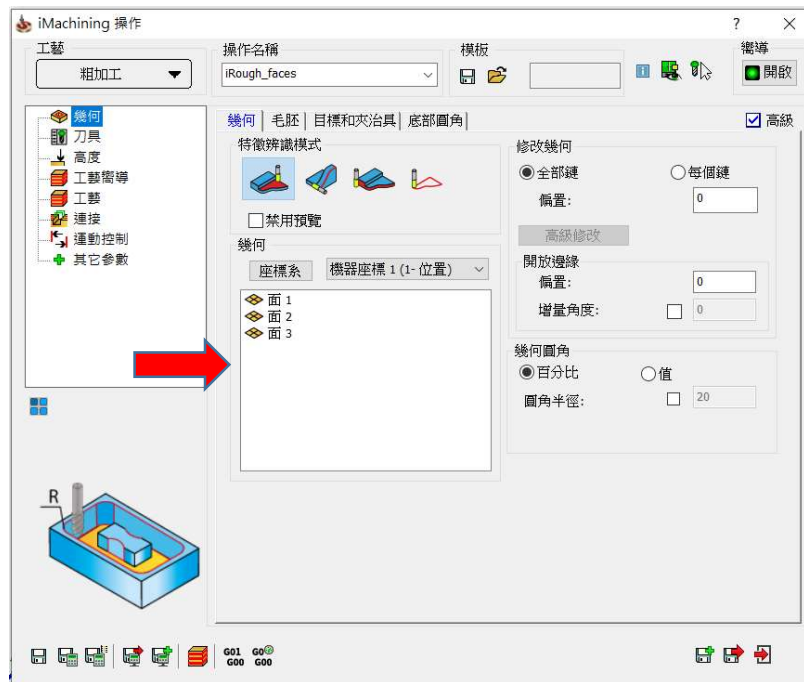 iMachining 操作
? ×
工藝
粗加工
操作名稱
iRough_faces
模板
嚮導
開啟
幾何
刀具
高度
工藝嚮導
工藝
連接
運動控制
其它參數
幾何 毛胚 目標和夾治具 底部圓角
高級
特徵辨識模式
禁用預覽
幾何
座標系
機器座標 1 (1- 位置)
面 1
面 2
面 3
修改幾何
全部鏈
每個鏈
偏置:
0
高級修改
開放邊緣
偏置:
0
增量角度:
0
幾何圓角
百分比
值
圓角半徑:
20
R
G01 G0
G00 G00